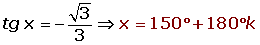 tg x = −√3/3 ⇒ x = 150°+180°k